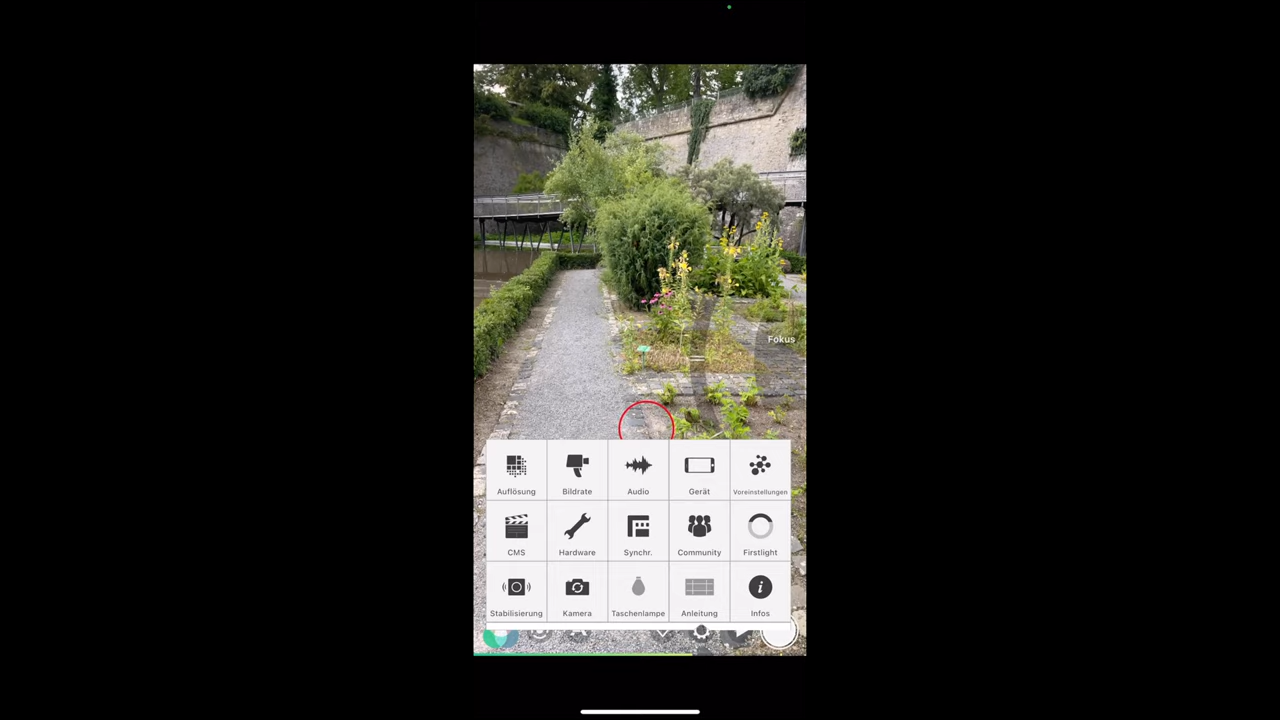 Fokus
Auflösung Bildrate Audio Gerät Voreinstellungen
CMS Hardware Synchr. Community Firstlight
Stabilisierung Kamera Taschenlampe Anleitung Infos